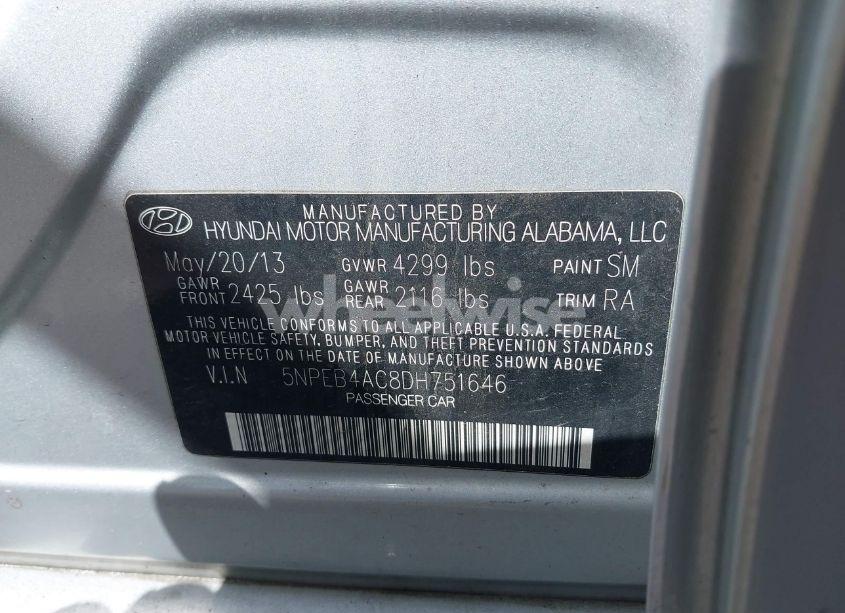 MANUFACTURED BY
HYUNDAI MOTOR MANUFACTURING ALABAMA, LLC
May/20/13 GVWR 4299 lbs PAINT SM
GAWR FRONT 2425 lbs GAWR REAR 2116 lbs TRIM RA
THIS VEHICLE CONFORMS TO ALL APPLICABLE U.S.A. FEDERAL
MOTOR VEHICLE SAFETY, BUMPER, AND THEFT PREVENTION STANDARDS
IN EFFECT ON THE DATE OF MANUFACTURE SHOWN ABOVE.
V.I.N 5NPEB4AC8DH751646
PASSENGER CAR
wheelwise